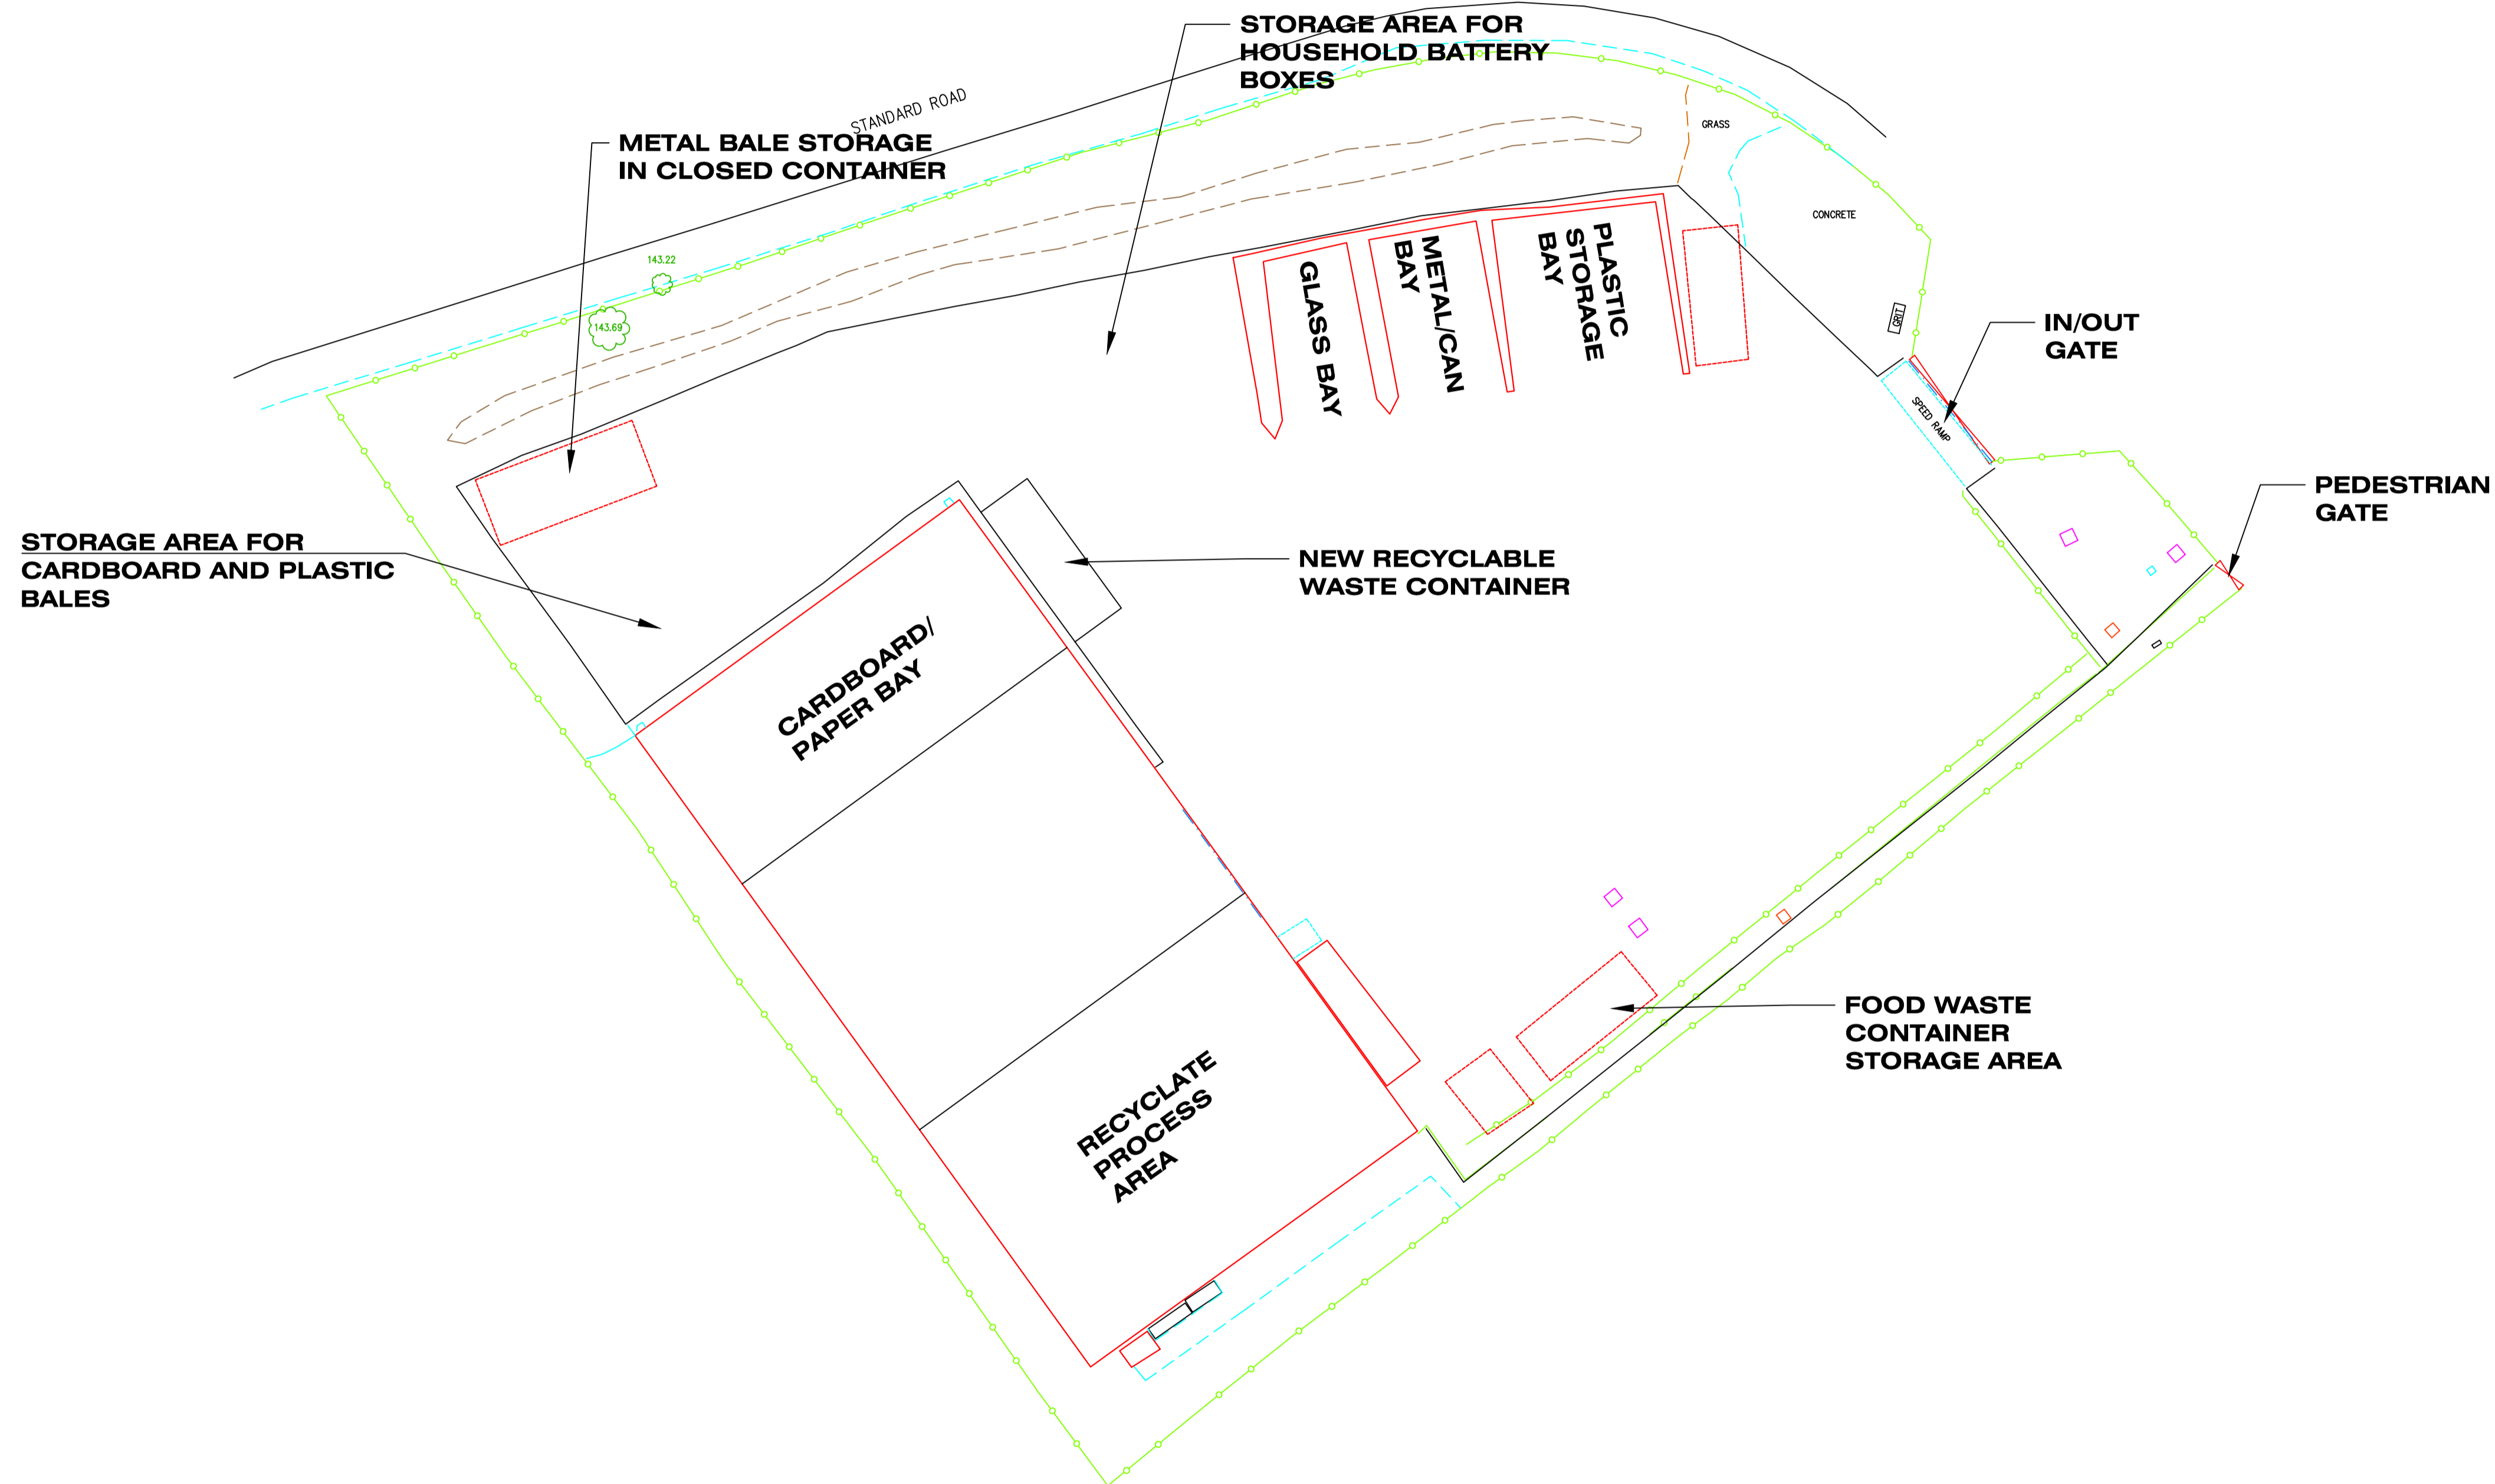 STORAGE AREA FOR
HOUSEHOLD BATTERY
BOXES
STANDARD ROAD
METAL BALE STORAGE
IN CLOSED CONTAINER
GRASS
CONCRETE
143.22
143.69
GLASS BAY
METAL/CAN
BAY
PLASTIC
STORAGE
BAY
GRIT
IN/OUT
GATE
SPEED RAMP
PEDESTRIAN
GATE
STORAGE AREA FOR
CARDBOARD AND PLASTIC
BALES
NEW RECYCLABLE
WASTE CONTAINER
CARDBOARD/
PAPER BAY
FOOD WASTE
CONTAINER
STORAGE AREA
RECYCLATE
PROCESS
AREA